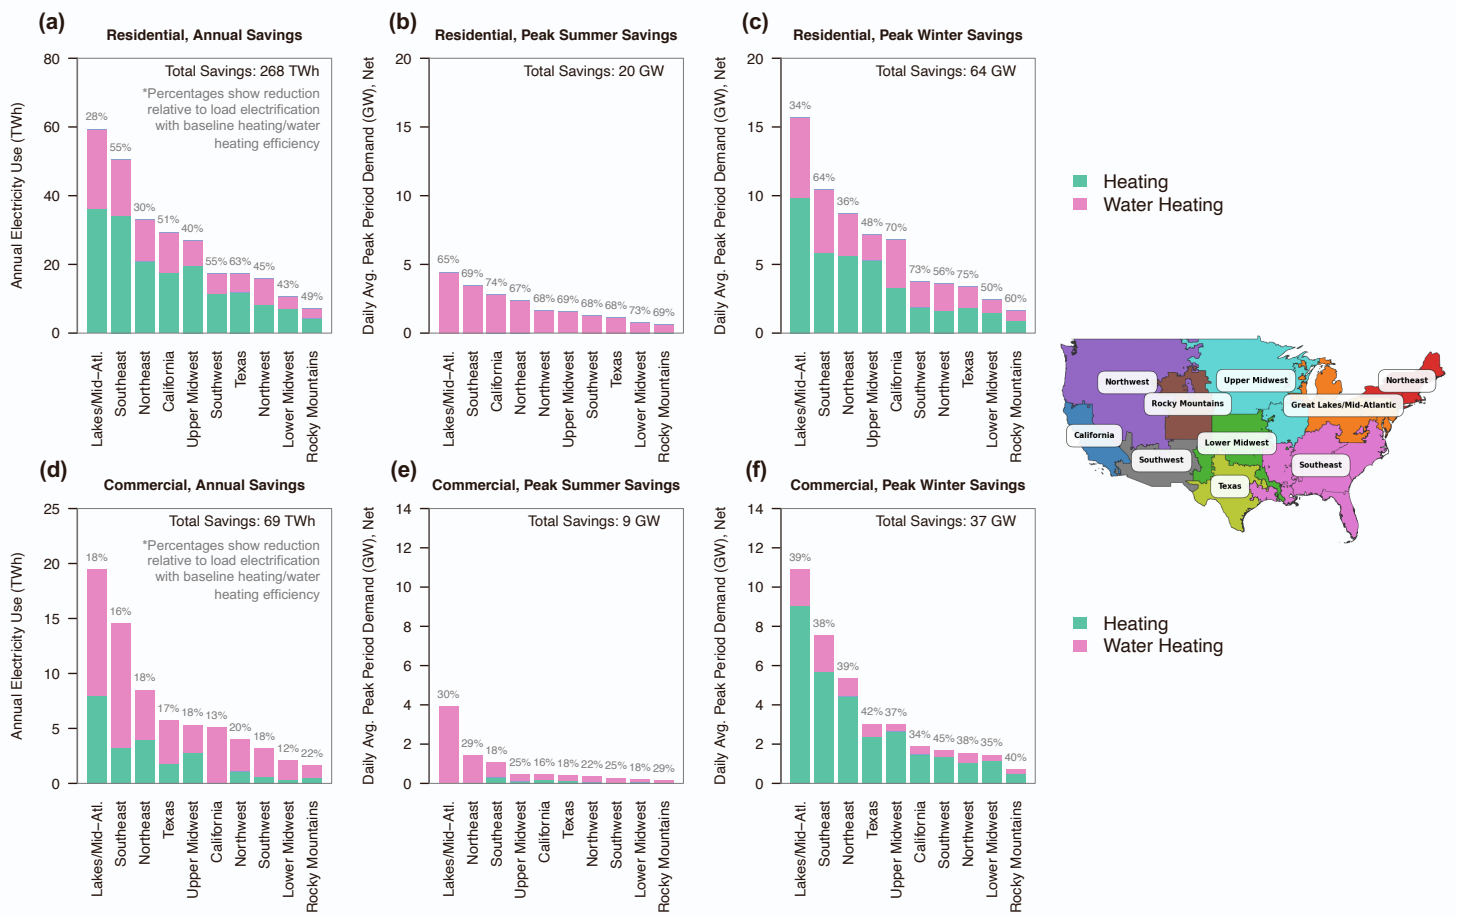 (a)
Residential, Annual Savings
Total Savings: 268 TWh
*Percentages show reduction
relative to load electrification
with baseline heating/water
heating efficiency
Annual Electricity Use (TWh)
80
60
40
20
0
28%
55%
30%
51%
40%
55%
63%
45%
43%
49%
Lakes/Mid−Atl.
Southeast
Northeast
California
Upper Midwest
Southwest
Texas
Northwest
Lower Midwest
Rocky Mountains
(b)
Residential, Peak Summer Savings
Total Savings: 20 GW
Daily Avg. Peak Period Demand (GW), Net
20
15
10
5
0
65%
69%
74%
67%
68%
69%
68%
68%
73%
69%
Lakes/Mid−Atl.
Southeast
California
Northeast
Northwest
Upper Midwest
Southwest
Texas
Lower Midwest
Rocky Mountains
(c)
Residential, Peak Winter Savings
Total Savings: 64 GW
Daily Avg. Peak Period Demand (GW), Net
20
15
10
5
0
34%
64%
36%
48%
70%
73%
56%
75%
50%
60%
Lakes/Mid−Atl.
Southeast
Northeast
Upper Midwest
California
Southwest
Northwest
Texas
Lower Midwest
Rocky Mountains
Heating
Water Heating
Northwest
Upper Midwest
Northeast
Rocky Mountains
Great Lakes/Mid-Atlantic
California
Lower Midwest
Southwest
Southeast
Texas
(d)
Commercial, Annual Savings
Total Savings: 69 TWh
*Percentages show reduction
relative to load electrification
with baseline heating/water
heating efficiency
Annual Electricity Use (TWh)
25
20
15
10
5
0
18%
16%
18%
17%
18%
13%
20%
18%
12%
22%
Lakes/Mid−Atl.
Southeast
Northeast
Texas
Upper Midwest
California
Northwest
Southwest
Lower Midwest
Rocky Mountains
(e)
Commercial, Peak Summer Savings
Total Savings: 9 GW
Daily Avg. Peak Period Demand (GW), Net
14
12
10
8
6
4
2
0
30%
29%
18%
25%
16%
18%
22%
25%
18%
29%
Lakes/Mid−Atl.
Northeast
Southeast
Upper Midwest
California
Texas
Northwest
Southwest
Lower Midwest
Rocky Mountains
(f)
Commercial, Peak Winter Savings
Total Savings: 37 GW
Daily Avg. Peak Period Demand (GW), Net
14
12
10
8
6
4
2
0
39%
38%
39%
42%
37%
34%
45%
38%
35%
40%
Lakes/Mid−Atl.
Southeast
Northeast
Texas
Upper Midwest
California
Southwest
Northwest
Lower Midwest
Rocky Mountains
Heating
Water Heating